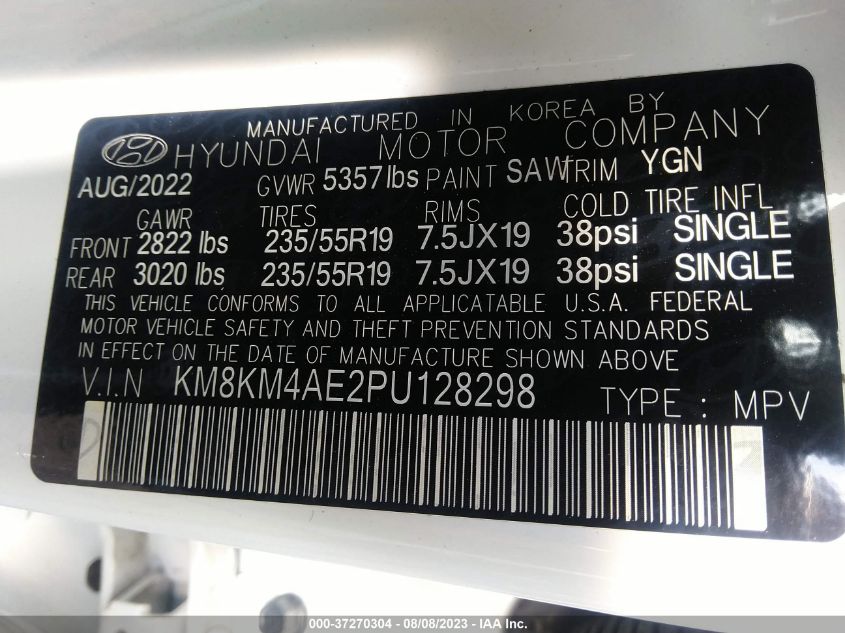 MANUFACTURED IN KOREA BY
HYUNDAI MOTOR COMPANY
AUG/2022 GVWR 5357lbs PAINT SAW TRIM YGN
GAWR TIRES RIMS COLD TIRE INFL
FRONT 2822 lbs 235/55R19 7.5JX19 38psi SINGLE
REAR 3020 lbs 235/55R19 7.5JX19 38psi SINGLE
THIS VEHICLE CONFORMS TO ALL APPLICATABLE U.S.A. FEDERAL
MOTOR VEHICLE SAFETY AND THEFT PREVENTION STANDARDS
IN EFFECT ON THE DATE OF MANUFACTURE SHOWN ABOVE.
V.I.N KM8KM4AE2PU128298 TYPE : MPV
000-37270304 - 08/08/2023 - IAA Inc.